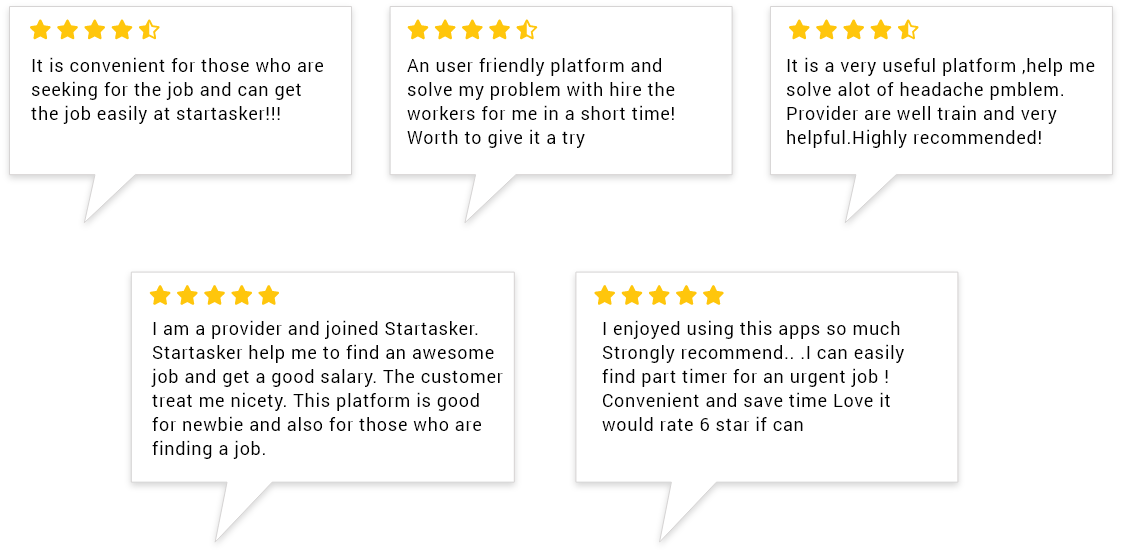 It is convenient for those who are
seeking for the job and can get
the job easily at startasker!!!
An user friendly platform and
solve my problem with hire the
workers for me in a short time!
Worth to give it a try
It is a very useful platform ,help me
solve alot of headache pmblem.
Provider are well train and very
helpful.Highly recommended!
I am a provider and joined Startasker.
Startasker help me to find an awesome
job and get a good salary. The customer
treat me nicety. This platform is good
for newbie and also for those who are
finding a job.
I enjoyed using this apps so much
Strongly recommend.. .I can easily
find part timer for an urgent job !
Convenient and save time Love it
would rate 6 star if can